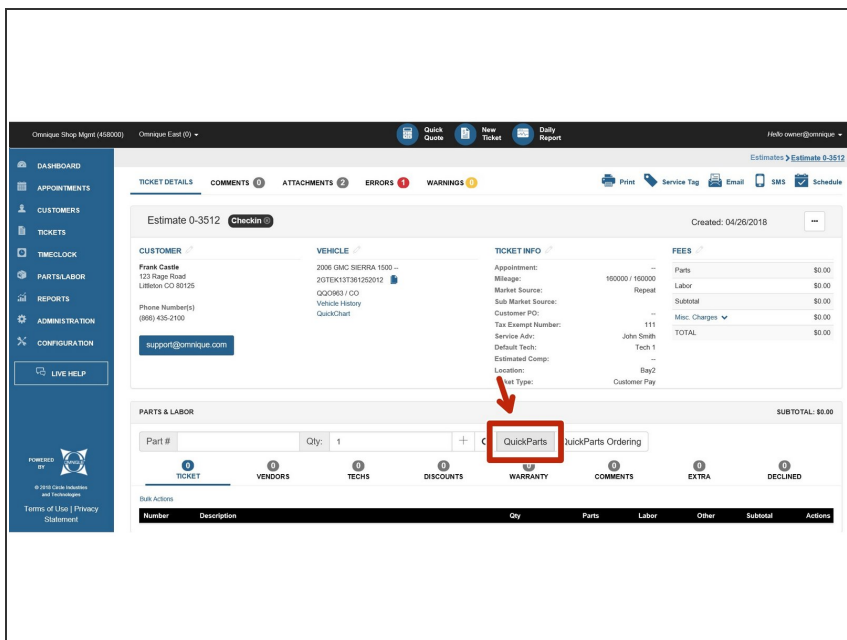 Omnique Shop Mgmt (458000) Omnique East (0)
Quick Quote
New Ticket
Daily Report
Hello owner@omnique
DASHBOARD
APPOINTMENTS
CUSTOMERS
TICKETS
TIMECLOCK
PARTS/LABOR
REPORTS
ADMINISTRATION
CONFIGURATION
LIVE HELP
POWERED
BY
OMNIQUE
© 2018 Circle Industries
and Technologies
Terms of Use | Privacy
Statement
Estimates > Estimate 0-3512
TICKET DETAILS COMMENTS 0 ATTACHMENTS 2 ERRORS 1 WARNINGS 0 Print Service Tag Email SMS Schedule
Estimate 0-3512 Checkin Created: 04/26/2018 ...
CUSTOMER
Frank Castle
123 Rage Road
Littleton CO 80125
Phone Number(s)
(866) 435-2100
support@omnique.com
VEHICLE
2006 GMC SIERRA 1500 --
2GTEK13T361252012
QQO963 / CO
Vehicle History
QuickChart
TICKET INFO
Appointment: --
Mileage: 160000 / 160000
Market Source: Repeat
Sub Market Source:
Customer PO: --
Tax Exempt Number: 111
Service Adv: John Smith
Default Tech: Tech 1
Estimated Comp: --
Location: Bay2
ket Type: Customer Pay
FEES
Parts $0.00
Labor $0.00
Subtotal $0.00
Misc. Charges $0.00
TOTAL $0.00
PARTS & LABOR SUBTOTAL: $0.00
Part # Qty: 1 + QuickParts QuickParts Ordering
0 0 0 0 0 0 0 0
TICKET VENDORS TECHS DISCOUNTS WARRANTY COMMENTS EXTRA DECLINED
Bulk Actions
Number Description Qty Parts Labor Other Subtotal Actions